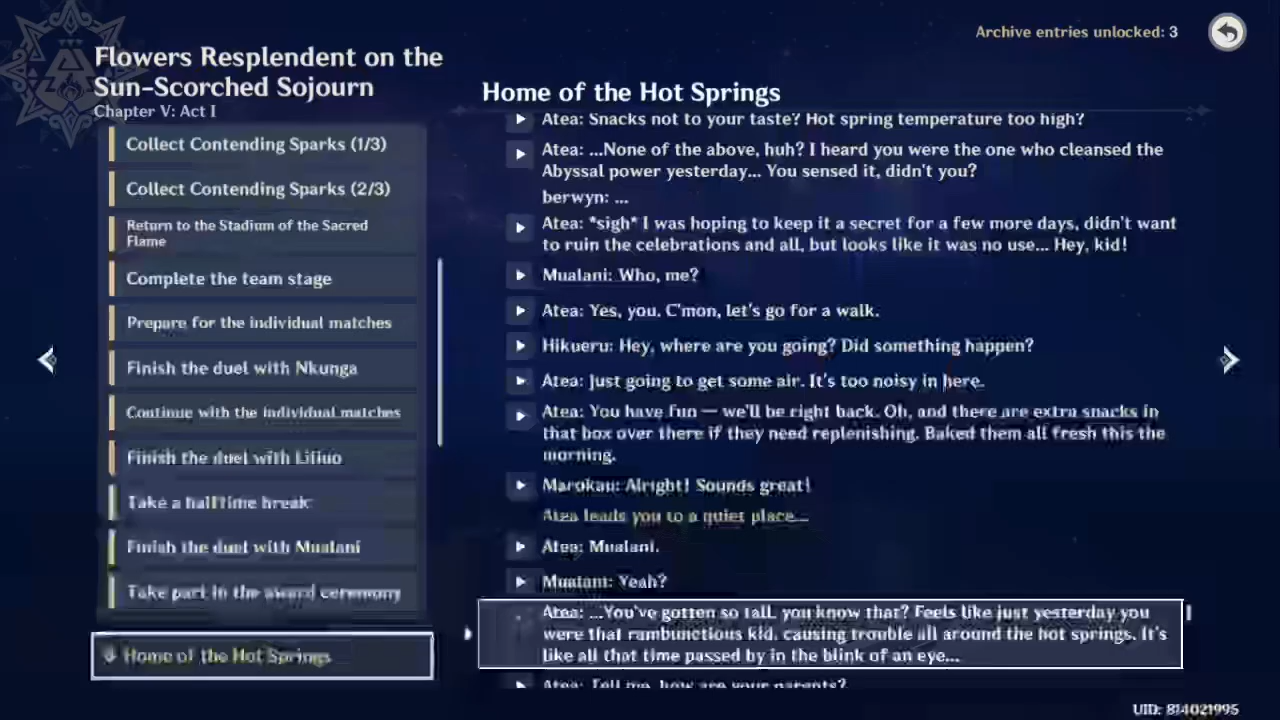 Archive entries unlocked: 3
Flowers Resplendent on the
Sun-Scorched Sojourn
Chapter V: Act I
Collect Contending Sparks (1/3)
Collect Contending Sparks (2/3)
Return to the Stadium of the Sacred
Flame
Complete the team stage
Prepare for the individual matches
Finish the duel with Nkunga
Continue with the individual matches
Finish the duel with Liliuo
Take a halftime break
Finish the duel with Mualani
Take part in the award ceremony
Home of the Hot Springs
Home of the Hot Springs
Atea: Snacks not to your taste? Hot spring temperature too high?
Atea: ...None of the above, huh? I heard you were the one who cleansed the
Abyssal power yesterday... You sensed it, didn't you?
berwyn: ...
Atea: *sigh* I was hoping to keep it a secret for a few more days, didn't want
to ruin the celebrations and all, but looks like it was no use... Hey, kid!
Mualani: Who, me?
Atea: Yes, you. C'mon, let's go for a walk.
Hikueru: Hey, where are you going? Did something happen?
Atea: Just going to get some air. It's too noisy in here.
Atea: You have fun — we'll be right back. Oh, and there are extra snacks in
that box over there if they need replenishing. Baked them all fresh this the
morning.
Marokau: Alright! Sounds great!
Atea leads you to a quiet place...
Atea: Mualani.
Mualani: Yeah?
Atea: ...You've gotten so tall, you know that? Feels like just yesterday you
were that rambunctious kid, causing trouble all around the hot springs. It's
like all that time passed by in the blink of an eye...
Atea: Tell me, how are your parents?
UID: 814021995